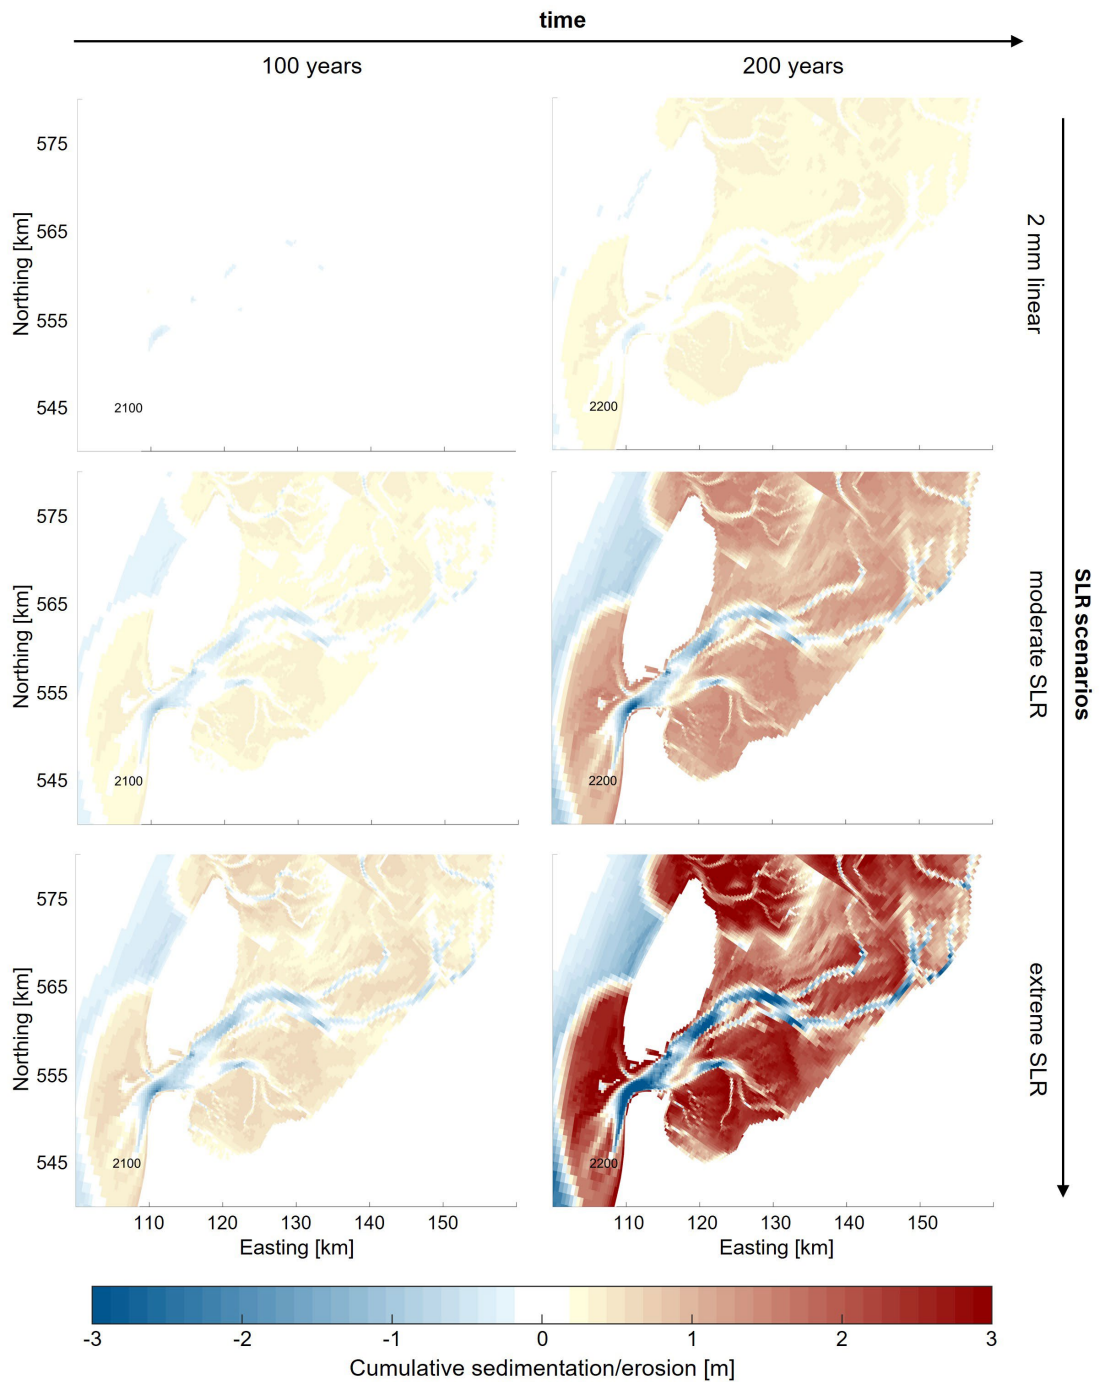 time
100 years
200 years
575
565
555
545
Northing [km]
2100
2200
2 mm linear
575
565
555
545
Northing [km]
2100
2200
moderate SLR
SLR scenarios
575
565
555
545
Northing [km]
2100
2200
extreme SLR
110 120 130 140 150
110 120 130 140 150
Easting [km]
Easting [km]
-3 -2 -1 0 1 2 3
Cumulative sedimentation/erosion [m]